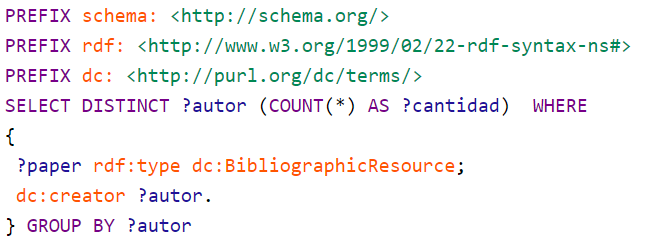 PREFIX schema: <http://schema.org/>
PREFIX rdf: <http://www.w3.org/1999/02/22-rdf-syntax-ns#>
PREFIX dc: <http://purl.org/dc/terms/>
SELECT DISTINCT ?autor (COUNT(*) AS ?cantidad)  WHERE
{
 ?paper rdf:type dc:BibliographicResource;
 dc:creator ?autor.
} GROUP BY ?autor